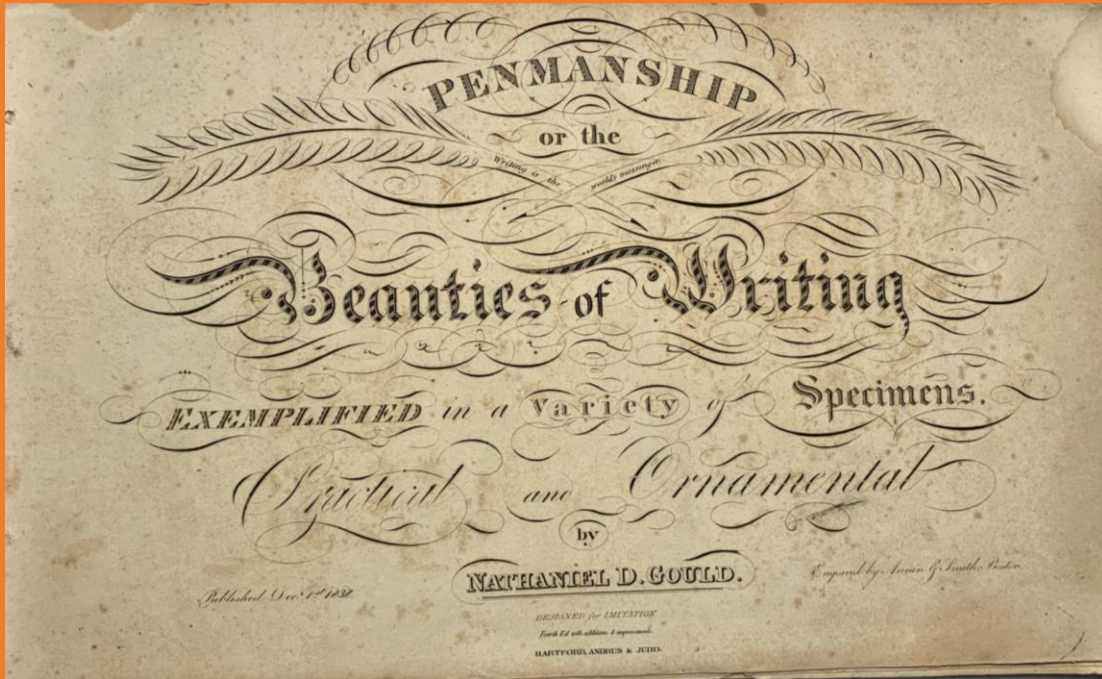 PENMANSHIP
or the
Writing is the world's messenger.
Beauties of Writing
EXEMPLIFIED in a Variety of Specimens.
Practical and Ornamental
by
NATHANIEL D. GOULD.
Published Dec. 1st 1838.
Engraved by Annin & Smith Boston
DESIGNED for IMITATION
Fourth Ed. with additions & improvements.
HARTFORD, ANDRUS & JUDD.